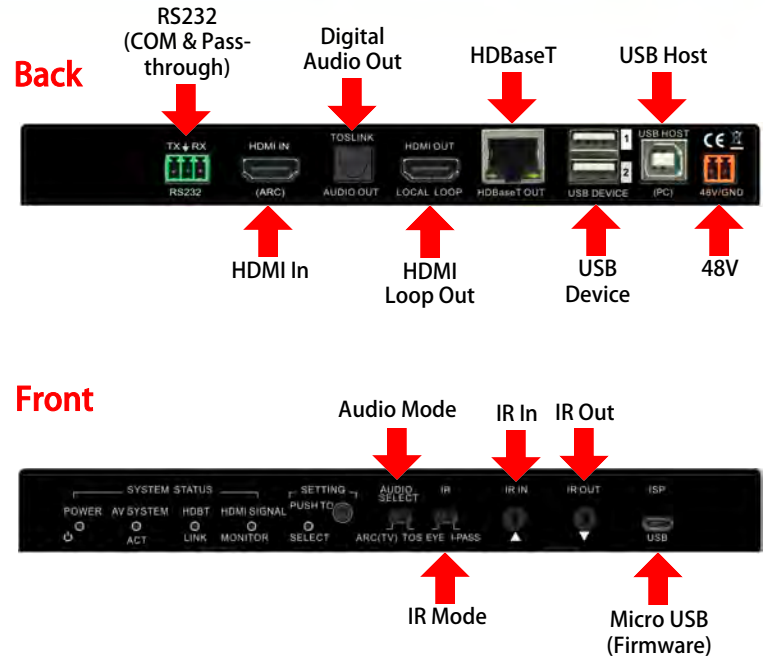 RS232
(COM & Pass-
through)
Digital
Audio Out
HDBaseT
USB Host
Back
TX RX
HDMI IN
TOSLINK
HDMI OUT
1
USB HOST
CE
2
RS232
(ARC)
AUDIO OUT
LOCAL LOOP
HDBaseT OUT
USB DEVICE
(PC)
48V/GND
HDMI In
HDMI
Loop Out
USB
Device
48V
Front
Audio Mode
IR In
IR Out
SYSTEM STATUS
SETTING
AUDIO
SELECT
IR
IR IN
IR OUT
ISP
POWER
AV SYSTEM
HDBT
HDMI SIGNAL
PUSH TO
ACT
LINK
MONITOR
SELECT
ARC(TV) TOS
EYE I-PASS
USB
IR Mode
Micro USB
(Firmware)